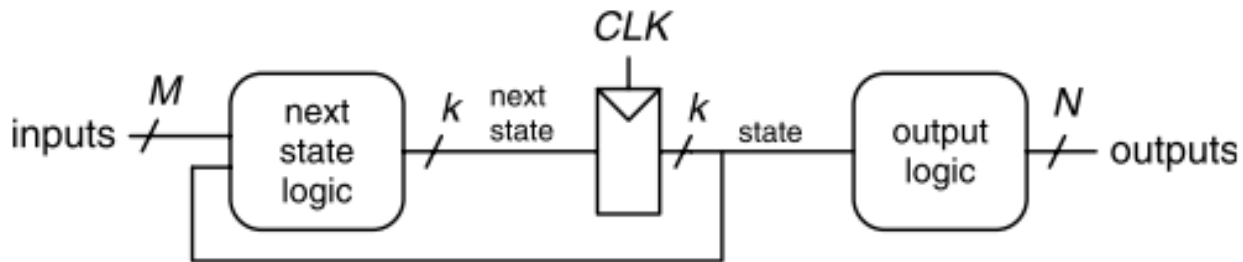 CLK
M
inputs
next
state
logic
k
next
state
k
state
output
logic
N
outputs